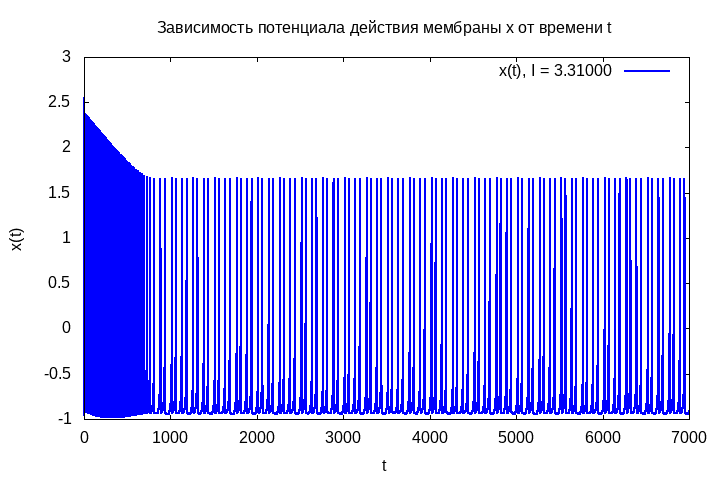 Зависимость потенциала действия мембраны x от времени t
x(t), I = 3.31000
3
2.5
2
1.5
1
0.5
0
-0.5
-1
x(t)
0 1000 2000 3000 4000 5000 6000 7000
t